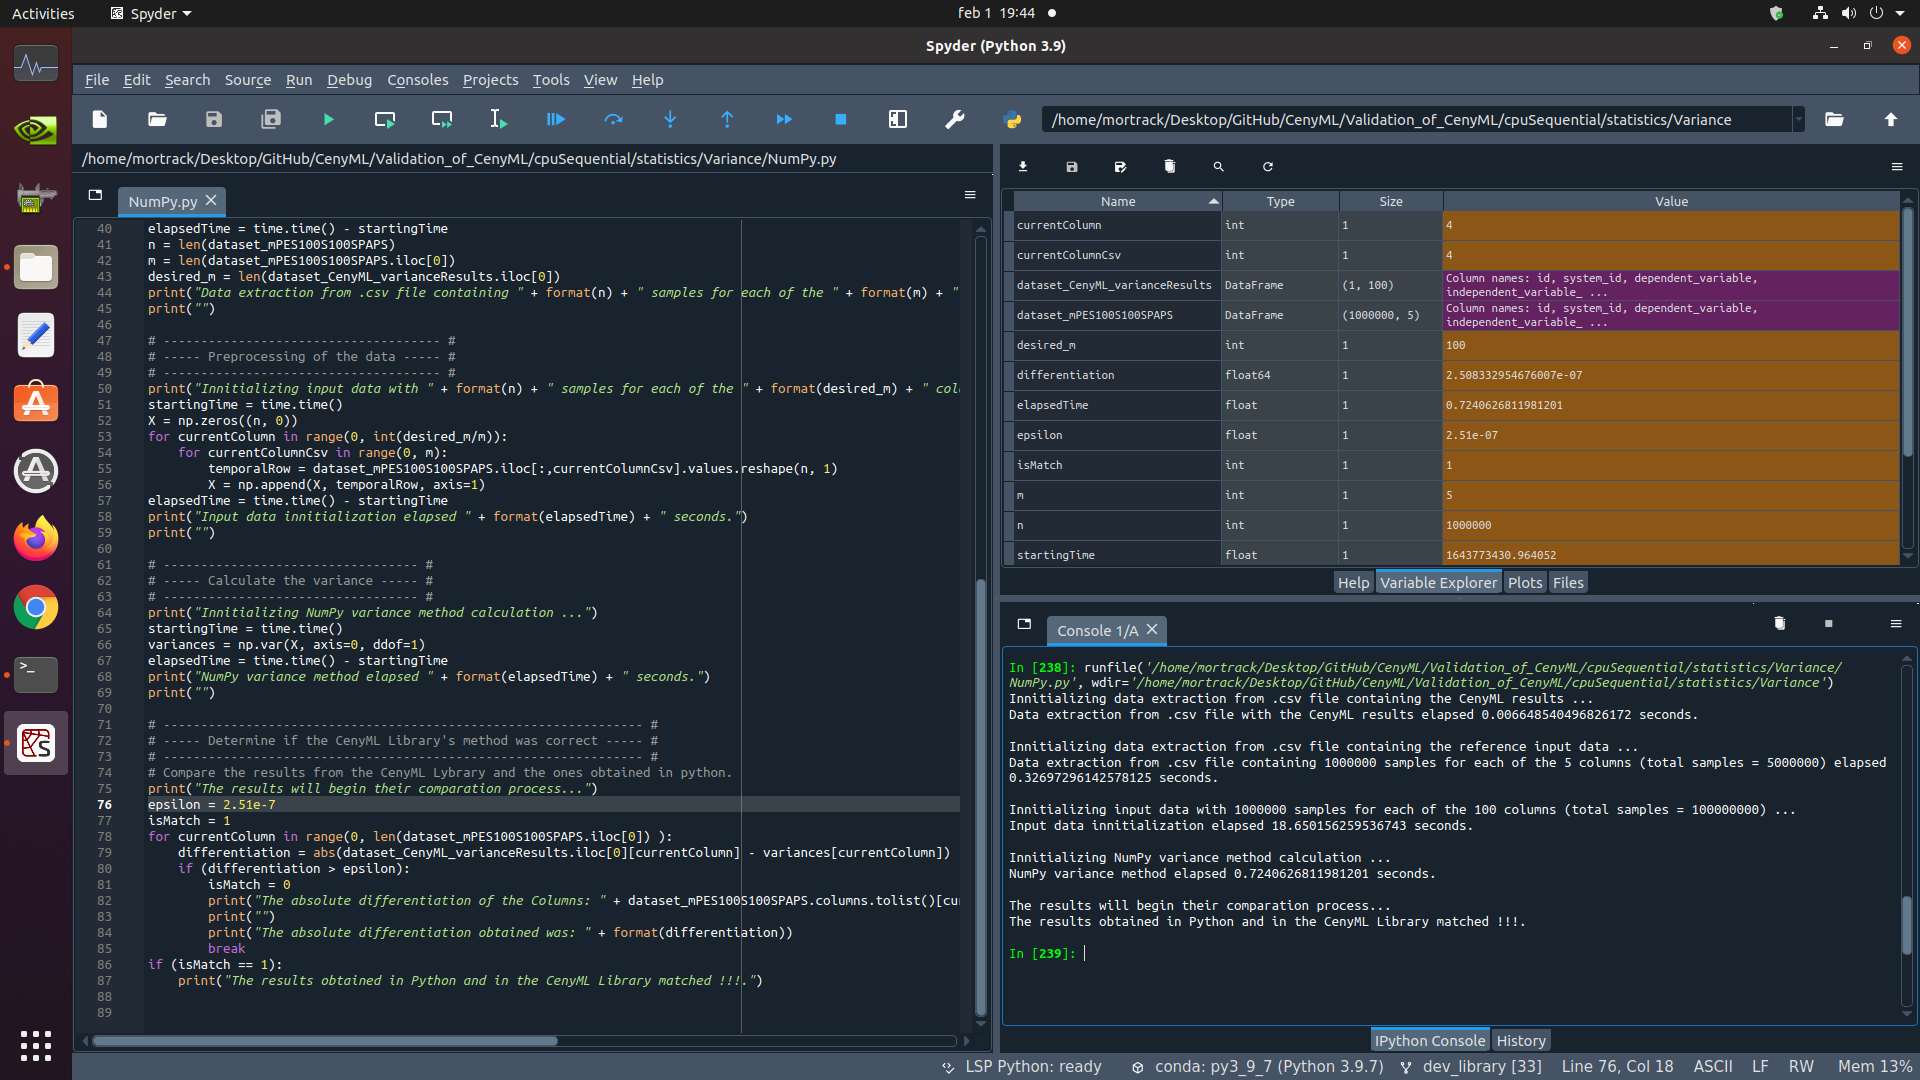 Activities
Spyder
feb 1 19:44
Spyder (Python 3.9)
File Edit Search Source Run Debug Consoles Projects Tools View Help
/home/mortrack/Desktop/GitHub/CenyML/Validation_of_CenyML/cpuSequential/statistics/Variance
/home/mortrack/Desktop/GitHub/CenyML/Validation_of_CenyML/cpuSequential/statistics/Variance/NumPy.py
NumPy.py
40 elapsedTime = time.time() - startingTime
41 n = len(dataset_mPES100S100SPAPS)
42 m = len(dataset_mPES100S100SPAPS.iloc[0])
43 desired_m = len(dataset_CenyML_varianceResults.iloc[0])
44 print("Data extraction from .csv file containing " + format(n) + " samples for each of the " + format(m) + "
45 print("")
46
47 # ------------------------------------- #
48 # ----- Preprocessing of the data ----- #
49 # ------------------------------------- #
50 print("Innitializing input data with " + format(n) + " samples for each of the " + format(desired_m) + " col
51 startingTime = time.time()
52 X = np.zeros((n, 0))
53 for currentColumn in range(0, int(desired_m/m)):
54     for currentColumnCsv in range(0, m):
55         temporalRow = dataset_mPES100S100SPAPS.iloc[:,currentColumnCsv].values.reshape(n, 1)
56         X = np.append(X, temporalRow, axis=1)
57 elapsedTime = time.time() - startingTime
58 print("Input data innitialization elapsed " + format(elapsedTime) + " seconds.")
59 print("")
60
61 # ---------------------------------- #
62 # ----- Calculate the variance ----- #
63 # ---------------------------------- #
64 print("Innitializing NumPy variance method calculation ...")
65 startingTime = time.time()
66 variances = np.var(X, axis=0, ddof=1)
67 elapsedTime = time.time() - startingTime
68 print("NumPy variance method elapsed " + format(elapsedTime) + " seconds.")
69 print("")
70
71 # ---------------------------------------------------------------- #
72 # ----- Determine if the CenyML Library's method was correct ----- #
73 # ---------------------------------------------------------------- #
74 # Compare the results from the CenyML Lybrary and the ones obtained in python.
75 print("The results will begin their comparation process...")
76 epsilon = 2.51e-7
77 isMatch = 1
78 for currentColumn in range(0, len(dataset_mPES100S100SPAPS.iloc[0]) ):
79     differentiation = abs(dataset_CenyML_varianceResults.iloc[0][currentColumn] - variances[currentColumn])
80     if (differentiation > epsilon):
81         isMatch = 0
82         print("The absolute differentiation of the Columns: " + dataset_mPES100S100SPAPS.columns.tolist()[cu
83         print("")
84         print("The absolute differentiation obtained was: " + format(differentiation))
85         break
86 if (isMatch == 1):
87     print("The results obtained in Python and in the CenyML Library matched !!!.")
88
89
Name Type Size Value
currentColumn int 1 4
currentColumnCsv int 1 4
dataset_CenyML_varianceResults DataFrame (1, 100) Column names: id, system_id, dependent_variable,
independent_variable_ ...
dataset_mPES100S100SPAPS DataFrame (1000000, 5) Column names: id, system_id, dependent_variable,
independent_variable_ ...
desired_m int 1 100
differentiation float64 1 2.508332954676007e-07
elapsedTime float 1 0.7240626811981201
epsilon float 1 2.51e-07
isMatch int 1 1
m int 1 5
n int 1 1000000
startingTime float 1 1643773430.964052
Help Variable Explorer Plots Files
Console 1/A
In [238]: runfile('/home/mortrack/Desktop/GitHub/CenyML/Validation_of_CenyML/cpuSequential/statistics/Variance/
NumPy.py', wdir='/home/mortrack/Desktop/GitHub/CenyML/Validation_of_CenyML/cpuSequential/statistics/Variance')
Innitializing data extraction from .csv file containing the CenyML results ...
Data extraction from .csv file with the CenyML results elapsed 0.006648540496826172 seconds.
Innitializing data extraction from .csv file containing the reference input data ...
Data extraction from .csv file containing 1000000 samples for each of the 5 columns (total samples = 5000000) elapsed
0.32697296142578125 seconds.
Innitializing input data with 1000000 samples for each of the 100 columns (total samples = 100000000) ...
Input data innitialization elapsed 18.650156259536743 seconds.
Innitializing NumPy variance method calculation ...
NumPy variance method elapsed 0.7240626811981201 seconds.
The results will begin their comparation process...
The results obtained in Python and in the CenyML Library matched !!!.
In [239]:
IPython Console History
LSP Python: ready conda: py3_9_7 (Python 3.9.7) dev_library [33] Line 76, Col 18 ASCII LF RW Mem 13%